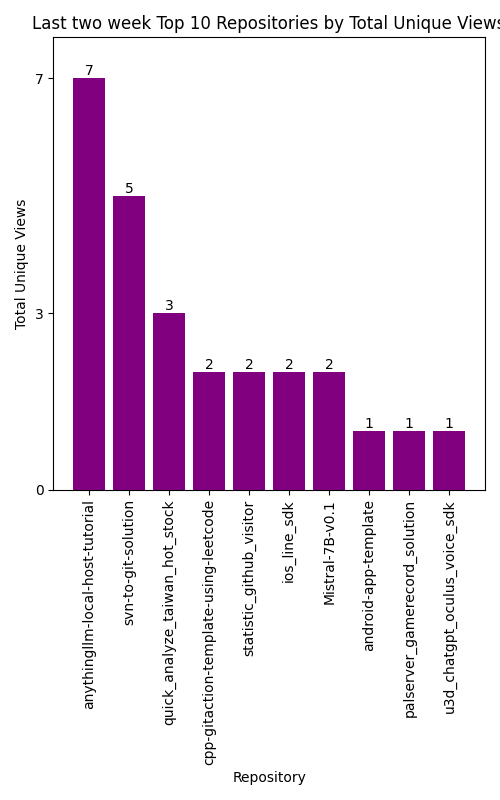 Last two week Top 10 Repositories by Total Unique Views
7
3
0
Total Unique Views
7
5
3
2
2
2
2
1
1
1
anythingllm-local-host-tutorial
svn-to-git-solution
quick_analyze_taiwan_hot_stock
cpp-gitaction-template-using-leetcode
statistic_github_visitor
ios_line_sdk
Mistral-7B-v0.1
android-app-template
palserver_gamerecord_solution
u3d_chatgpt_oculus_voice_sdk
Repository